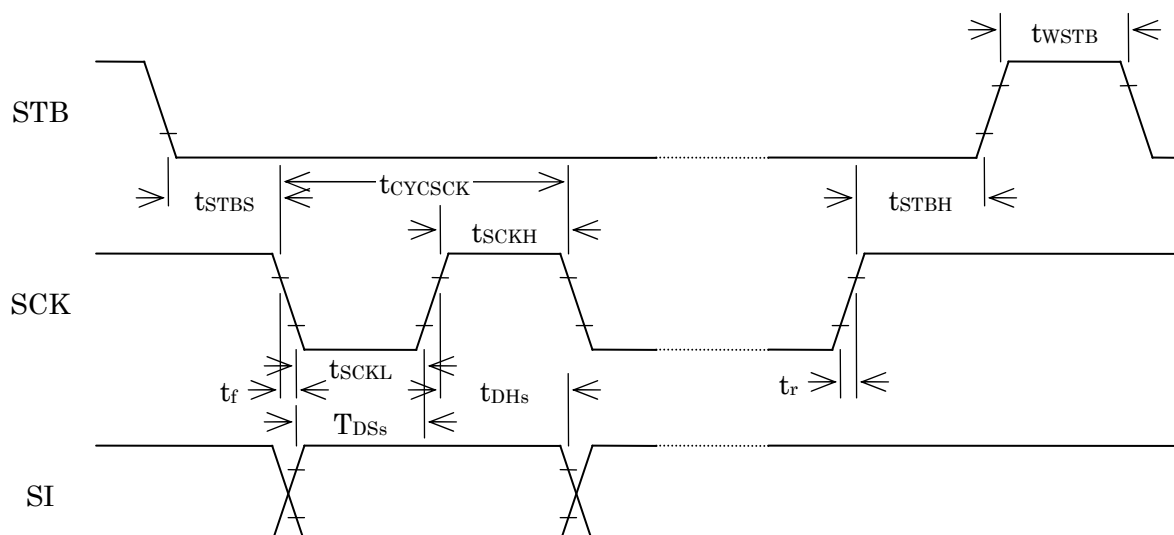 tWSTB
STB
tSTBS
tCYCSCK
tSTBH
tSCKH
SCK
tSCKL
tf
tDHs
tr
TDSs
SI